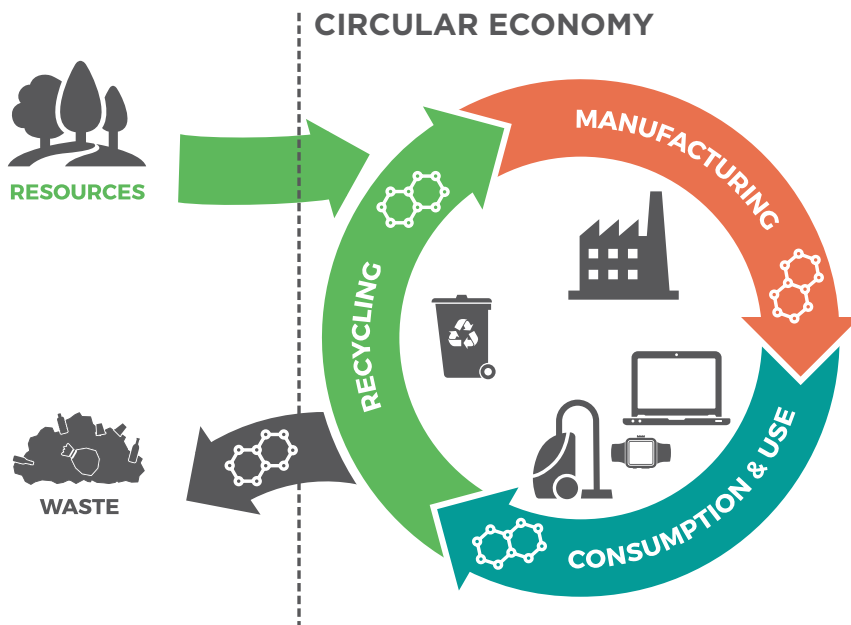 CIRCULAR ECONOMY
RESOURCES
MANUFACTURING
RECYCLING
CONSUMPTION & USE
WASTE